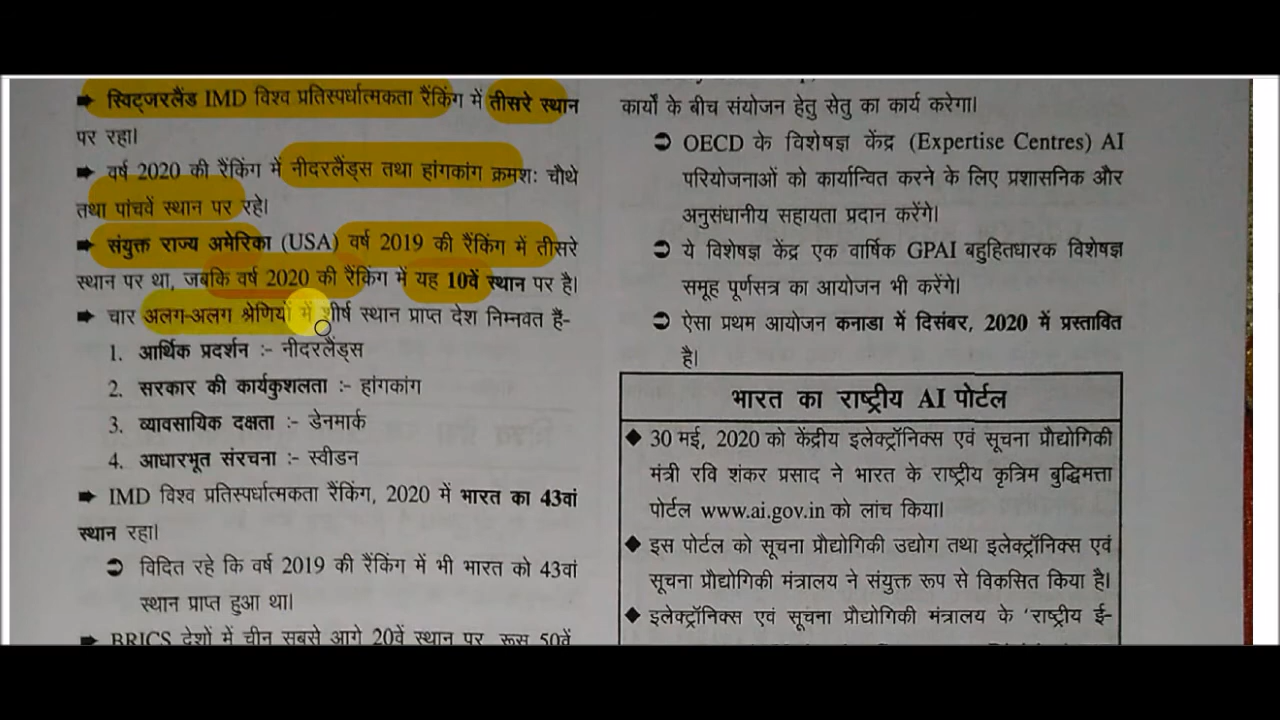 ➨ स्विट्जरलैंड IMD विश्व प्रतिस्पर्धात्मकता रैंकिंग में तीसरे स्थान
पर रहा।
➨ वर्ष 2020 की रैंकिंग में नीदरलैंड्स तथा हांगकांग क्रमश: चौथे
तथा पांचवें स्थान पर रहे।
➨ संयुक्त राज्य अमेरिका (USA) वर्ष 2019 की रैंकिंग में तीसरे
स्थान पर था, जबकि वर्ष 2020 की रैंकिंग में यह 10वें स्थान पर है।
➨ चार अलग-अलग श्रेणियों में शीर्ष स्थान प्राप्त देश निम्नवत हैं-
1. आर्थिक प्रदर्शन :- नीदरलैंड्स
2. सरकार की कार्यकुशलता :- हांगकांग
3. व्यावसायिक दक्षता :- डेनमार्क
4. आधारभूत संरचना :- स्वीडन
➨ IMD विश्व प्रतिस्पर्धात्मकता रैंकिंग, 2020 में भारत का 43वां
स्थान रहा।
➲ विदित रहे कि वर्ष 2019 की रैंकिंग में भी भारत को 43वां
स्थान प्राप्त हुआ था।
➨ BRICS देशों में चीन सबसे आगे 20वें स्थान पर, रूस 50वें
कार्यों के बीच संयोजन हेतु सेतु का कार्य करेगा।
➲ OECD के विशेषज्ञ केंद्र (Expertise Centres) AI
परियोजनाओं को कार्यान्वित करने के लिए प्रशासनिक और
अनुसंधानीय सहायता प्रदान करेंगे।
➲ ये विशेषज्ञ केंद्र एक वार्षिक GPAI बहुहितधारक विशेषज्ञ
समूह पूर्णसत्र का आयोजन भी करेंगे।
➲ ऐसा प्रथम आयोजन कनाडा में दिसंबर, 2020 में प्रस्तावित
है।
भारत का राष्ट्रीय AI पोर्टल
◆ 30 मई, 2020 को केंद्रीय इलेक्ट्रॉनिक्स एवं सूचना प्रौद्योगिकी
मंत्री रवि शंकर प्रसाद ने भारत के राष्ट्रीय कृत्रिम बुद्धिमत्ता
पोर्टल www.ai.gov.in को लांच किया।
◆ इस पोर्टल को सूचना प्रौद्योगिकी उद्योग तथा इलेक्ट्रॉनिक्स एवं
सूचना प्रौद्योगिकी मंत्रालय ने संयुक्त रूप से विकसित किया है।
◆ इलेक्ट्रॉनिक्स एवं सूचना प्रौद्योगिकी मंत्रालय के 'राष्ट्रीय ई-